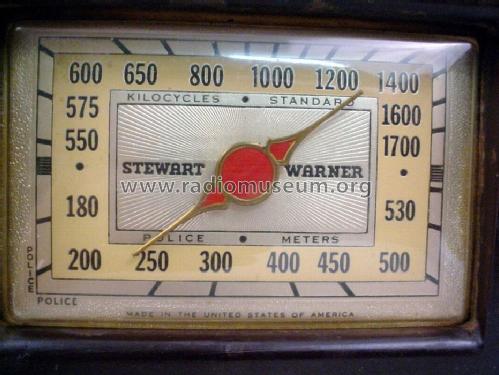 600 650 800 1000 1200 1400
KILOCYCLES • STANDARD
575 1600
550 1700
STEWART WARNER
www.radiomuseum.org
180 530
POLICE • METERS
200 250 300 400 450 500
POLICE
POLICE
MADE IN THE UNITED STATES OF AMERICA